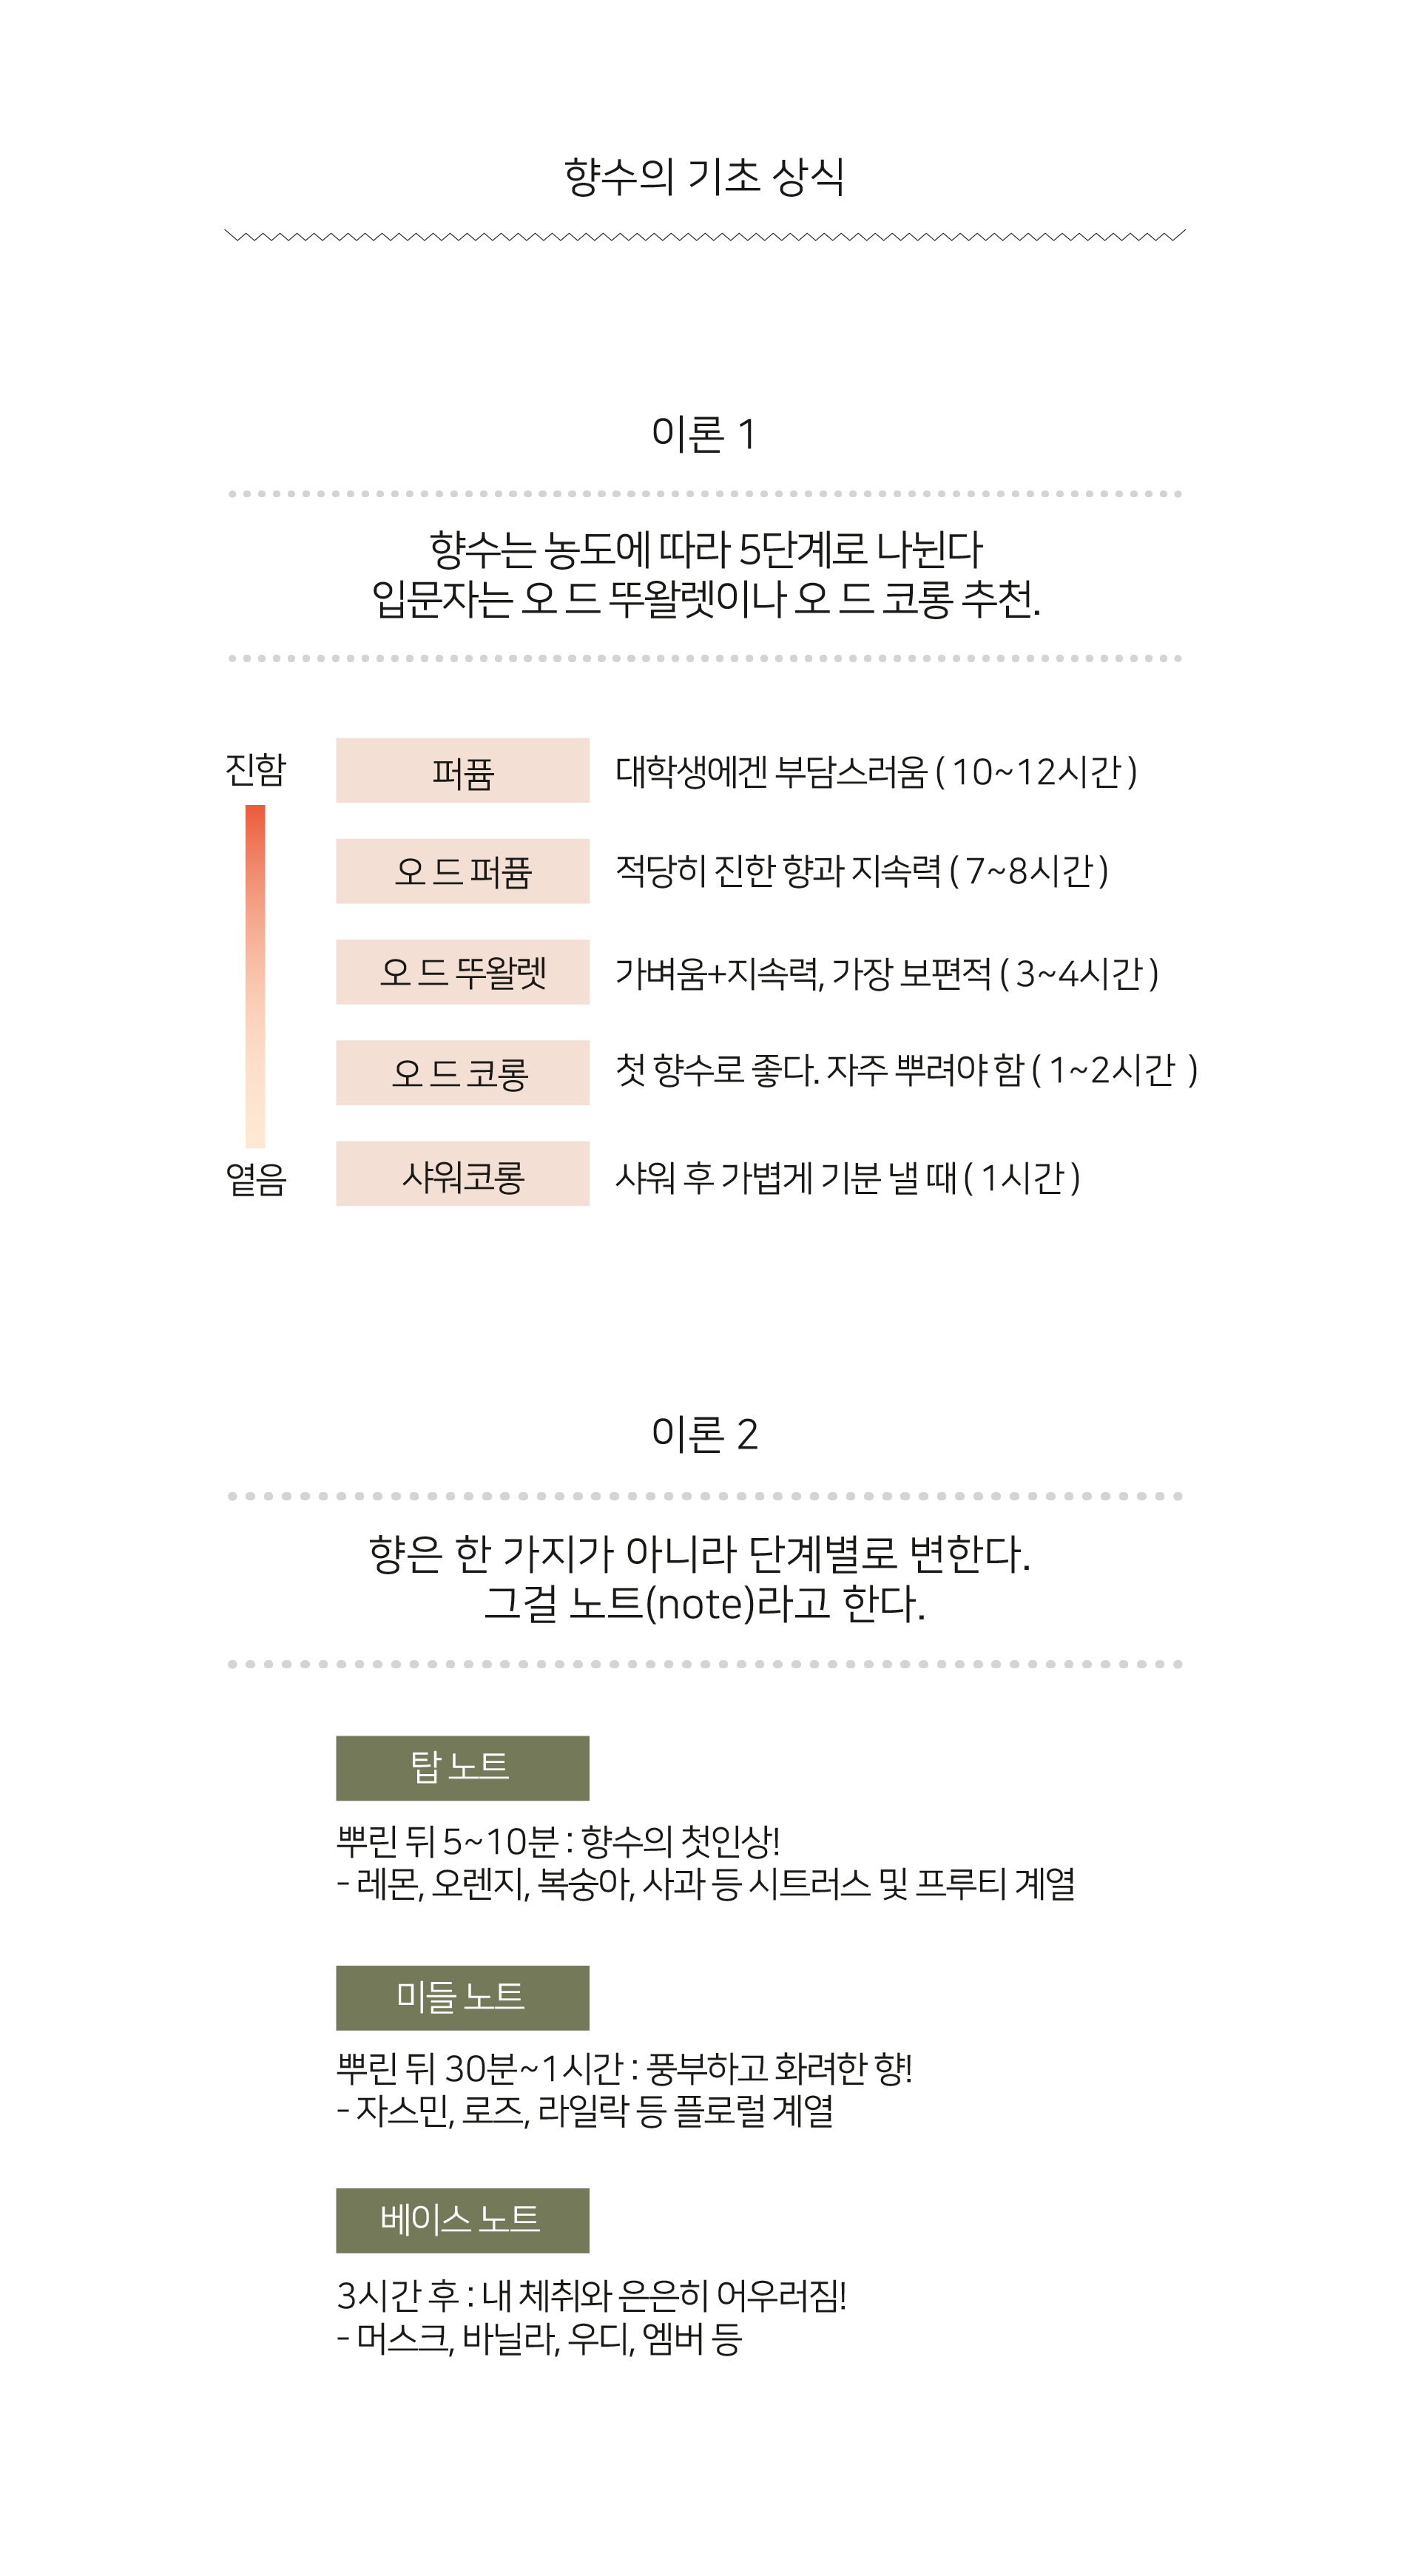 향수의 기초 상식
이론 1
향수는 농도에 따라 5단계로 나뉜다
입문자는 오 드 뚜왈렛이나 오 드 코롱 추천.
진함
퍼퓸 대학생에겐 부담스러움 ( 10~12시간 )
오 드 퍼퓸 적당히 진한 향과 지속력 ( 7~8시간 )
오 드 뚜왈렛 가벼움+지속력, 가장 보편적 ( 3~4시간 )
오 드 코롱 첫 향수로 좋다. 자주 뿌려야 함 ( 1~2시간 )
옅음
샤워코롱 샤워 후 가볍게 기분 낼 때 ( 1시간 )
이론 2
향은 한 가지가 아니라 단계별로 변한다.
그걸 노트(note)라고 한다.
탑 노트
뿌린 뒤 5~10분 : 향수의 첫인상!
- 레몬, 오렌지, 복숭아, 사과 등 시트러스 및 프루티 계열
미들 노트
뿌린 뒤 30분~1시간 : 풍부하고 화려한 향!
- 자스민, 로즈, 라일락 등 플로럴 계열
베이스 노트
3시간 후 : 내 체취와 은은히 어우러짐!
- 머스크, 바닐라, 우디, 엠버 등